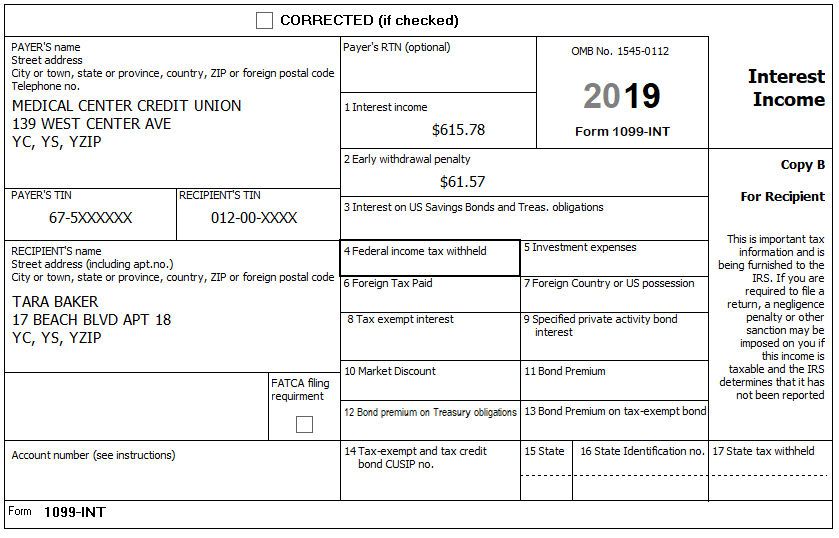 CORRECTED (if checked)
PAYER'S name
Street address
City or town, state or province, country, ZIP or foreign postal code
Telephone no.
MEDICAL CENTER CREDIT UNION
139 WEST CENTER AVE
YC, YS, YZIP
Payer's RTN (optional)
1 Interest income
$615.78
OMB No. 1545-0112
2019
Form 1099-INT
Interest
Income
2 Early withdrawal penalty
$61.57
Copy B
For Recipient
PAYER'S TIN
67-5XXXXXX
RECIPIENT'S TIN
012-00-XXXX
3 Interest on US Savings Bonds and Treas. obligations
This is important tax
information and is
being furnished to the
IRS. If you are
required to file a
return, a negligence
penalty or other
sanction may be
imposed on you if
this income is
taxable and the IRS
determines that it has
not been reported
RECIPIENT'S name
Street address (including apt.no.)
City or town, state or province, country, ZIP or foreign postal code
TARA BAKER
17 BEACH BLVD APT 18
YC, YS, YZIP
4 Federal income tax withheld
5 Investment expenses
6 Foreign Tax Paid
7 Foreign Country or US possession
8 Tax exempt interest
9 Specified private activity bond
interest
10 Market Discount
11 Bond Premium
FATCA filing
requirment
12 Bond premium on Treasury obligations
13 Bond Premium on tax-exempt bond
Account number (see instructions)
14 Tax-exempt and tax credit
bond CUSIP no.
15 State
16 State Identification no.
17 State tax withheld
Form 1099-INT